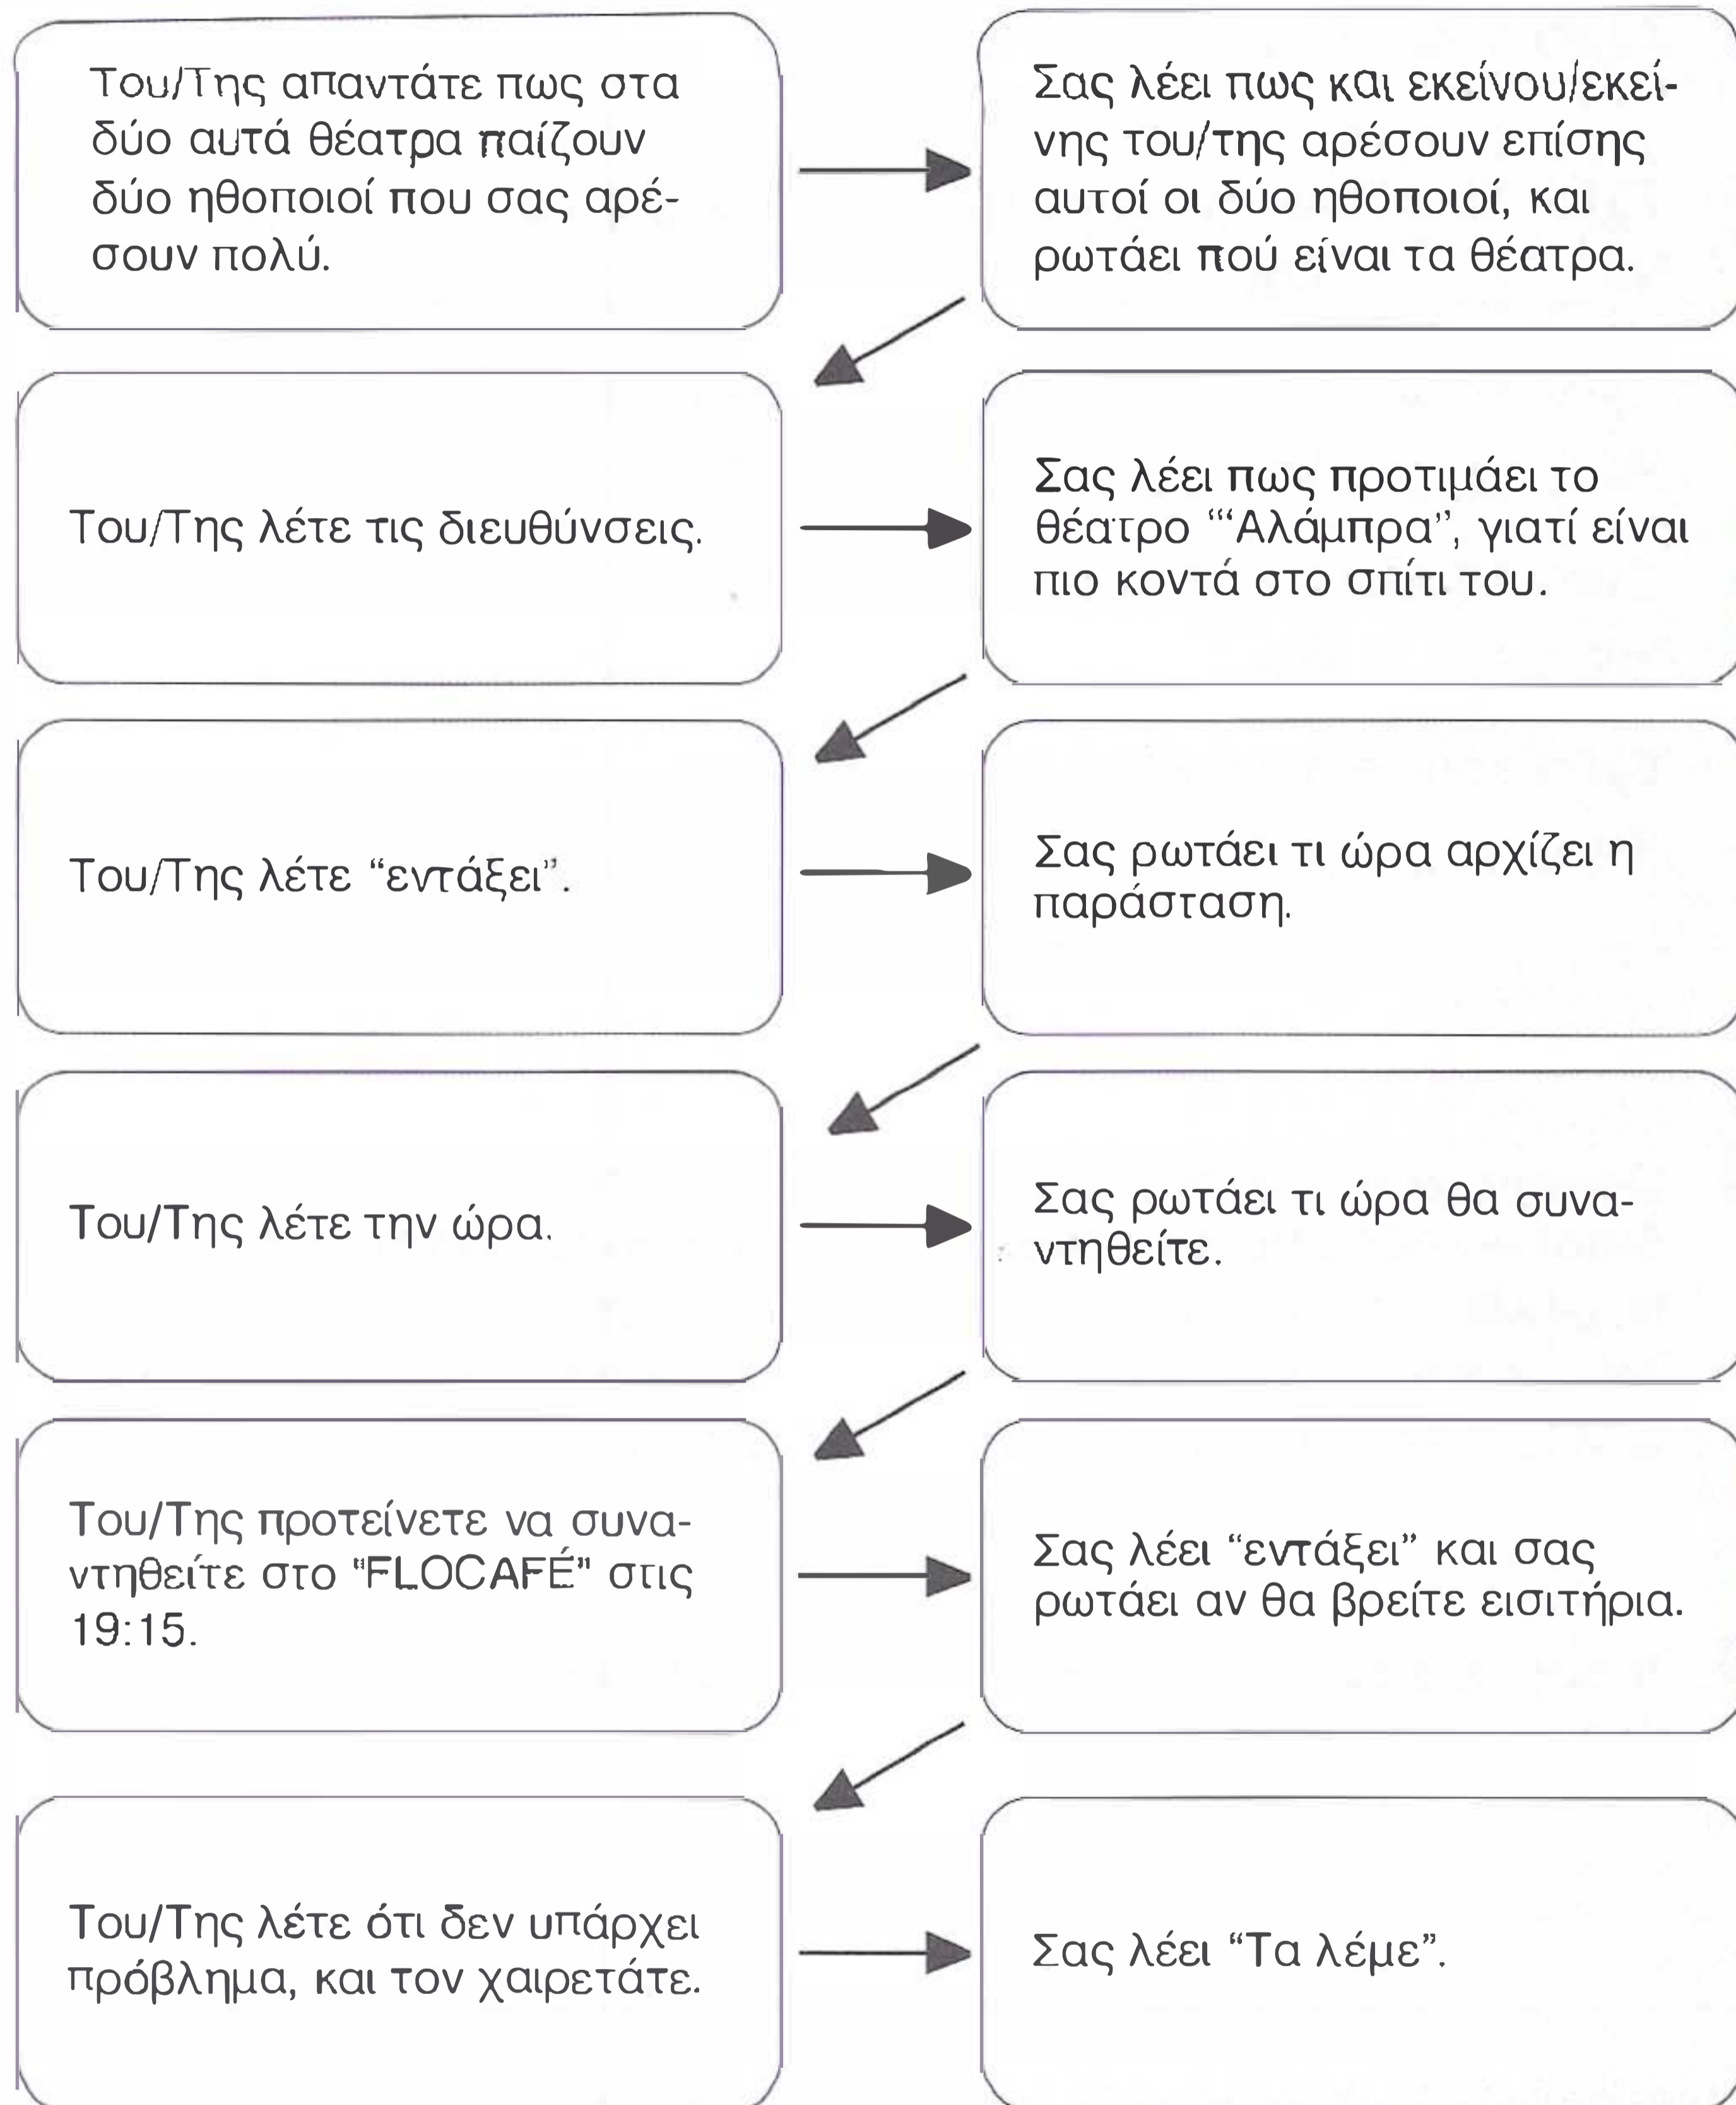 Του/Της απαντάτε πως στα
δύο αυτά θέατρα παίζουν
δύο ηθοποιοί που σας αρέ-
σουν πολύ.
Σας λέει πως και εκείνου/εκεί-
νης του/της αρέσουν επίσης
αυτοί οι δύο ηθοποιοί, και
ρωτάει πού είναι τα θέατρα.
Του/Της λέτε τις διευθύνσεις.
Σας λέει πως προτιμάει το
θέατρο "‘Αλάμπρα", γιατί είναι
πιο κοντά στο σπίτι του.
Του/Της λέτε “εντάξει”.
Σας ρωτάει τι ώρα αρχίζει η
παράσταση.
Του/Της λέτε την ώρα.
Σας ρωτάει τι ώρα θα συνα-
ντηθείτε.
Του/Της προτείνετε να συνα-
ντηθείτε στο "FLOCAFÉ" στις
19:15.
Σας λέει “εντάξει” και σας
ρωτάει αν θα βρείτε εισιτήρια.
Του/Της λέτε ότι δεν υπάρχει
πρόβλημα, και τον χαιρετάτε.
Σας λέει “Τα λέμε”.